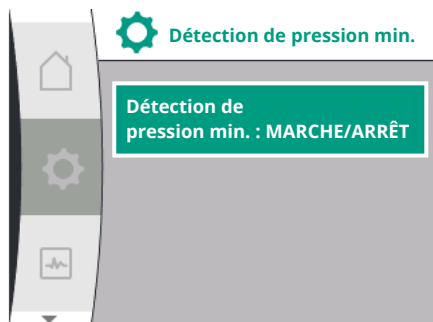 Détection de pression min.
Détection de
pression min. : MARCHE/ARRÊT